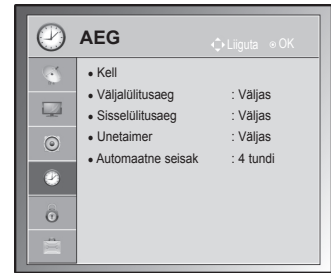 AEG
Liiguta OK
• Kell
• Väljalülitusaeg : Väljas
• Sisselülitusaeg : Väljas
• Unetaimer : Väljas
• Automaatne seisak : 4 tundi